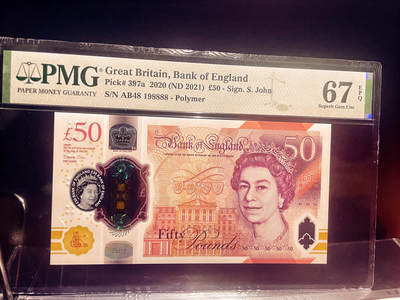 PMG
PAPER MONEY GUARANTY
Great Britain, Bank of England
Pick# 397a 2020 (ND 2021) £50 - Sign. S. John
S/N AB48 198888 - Polymer
67 EPQ
Superb Gem Unc
£50
Bank of England
50
Fifty
Pounds